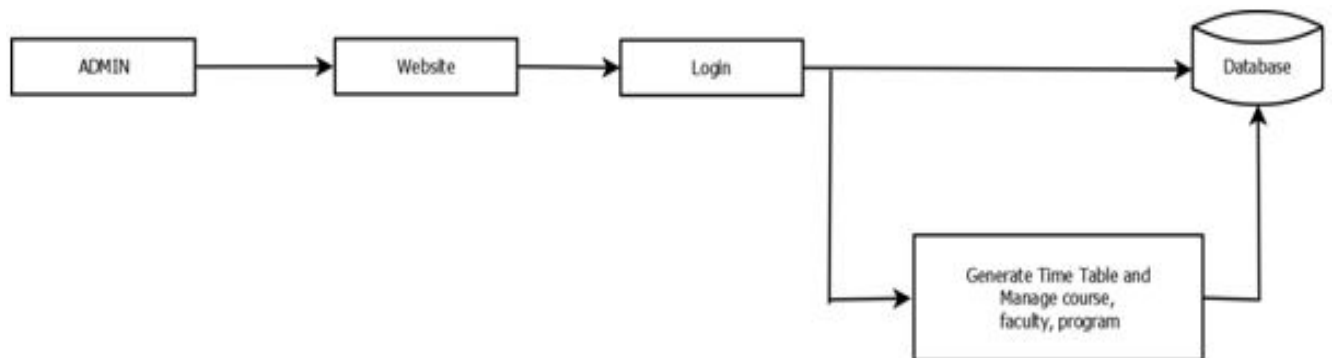 ADMIN
Website
Login
Database
Generate Time Table and
Manage course,
faculty, program